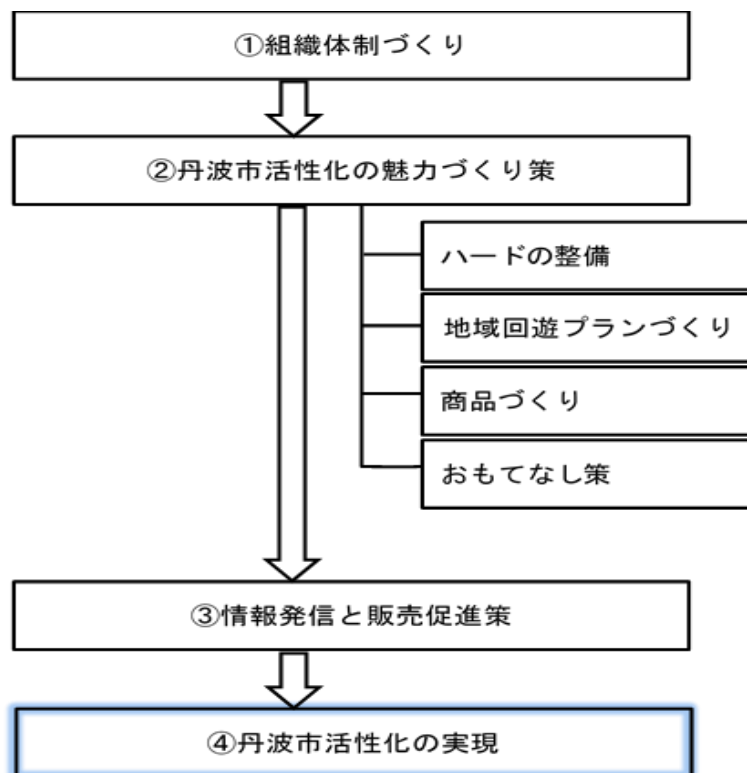 ①組織体制づくり
②丹波市活性化の魅力づくり策
ハードの整備
地域回遊プランづくり
商品づくり
おもてなし策
③情報発信と販売促進策
④丹波市活性化の実現